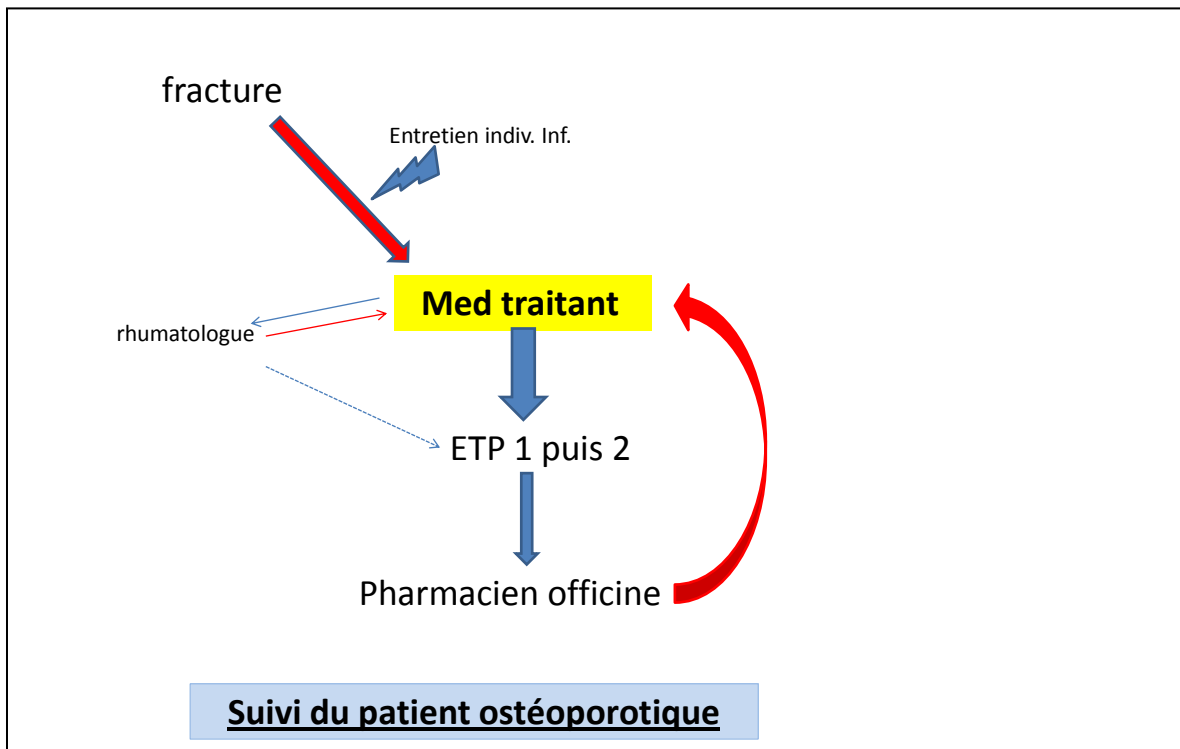 fracture
Entretien indiv. Inf.
Med traitant
rhumatologue
ETP 1 puis 2
Pharmacien officine
Suivi du patient ostéoporotique